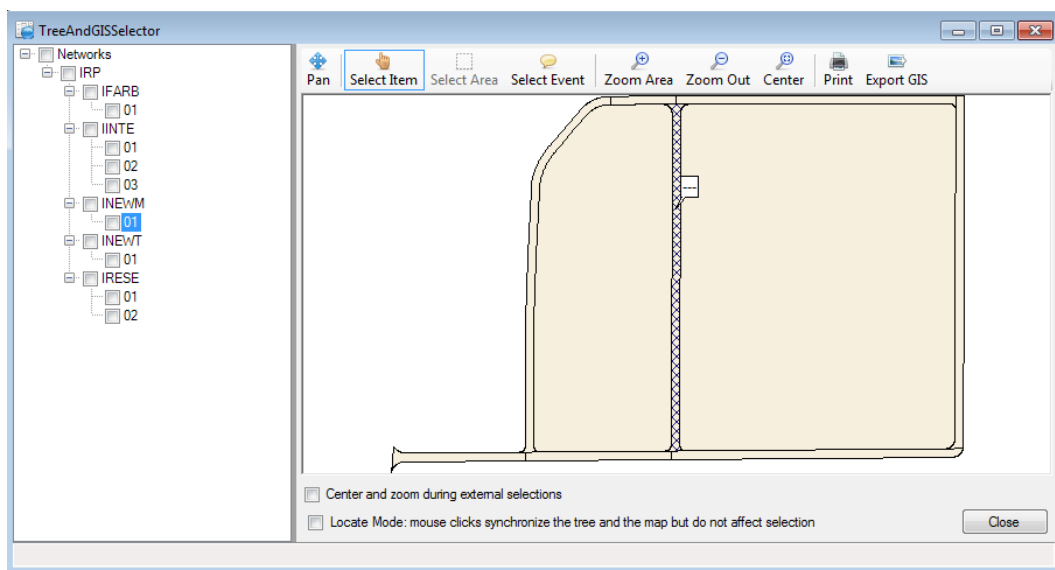 TreeAndGISSelector
Networks
IRP
IFARB
01
IINTE
01
02
03
INEWM
01
INEWT
01
IRESE
01
02
Pan Select Item Select Area Select Event Zoom Area Zoom Out Center Print Export GIS
Center and zoom during external selections
Locate Mode: mouse clicks synchronize the tree and the map but do not affect selection
Close